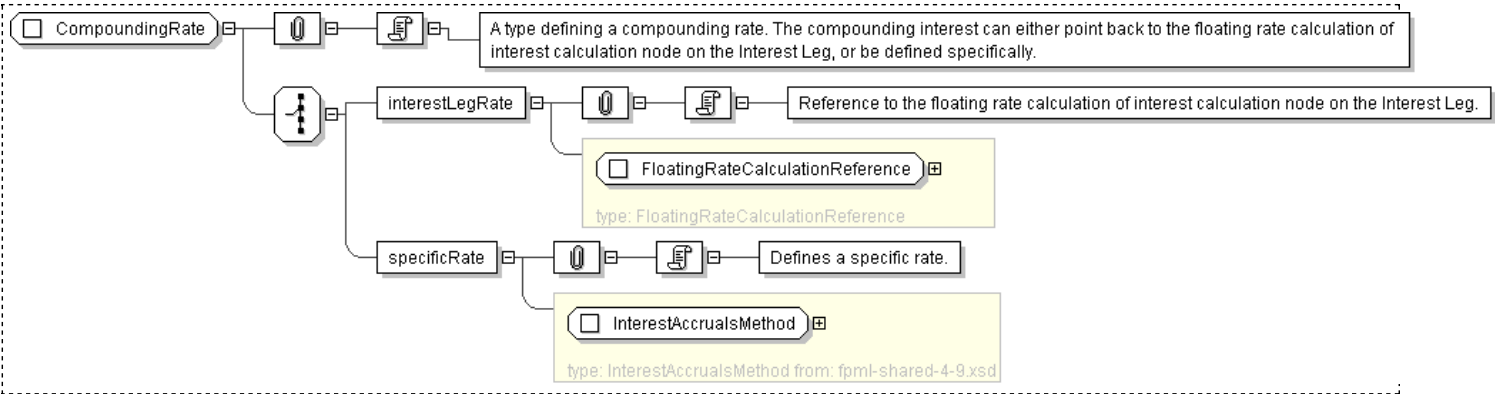 CompoundingRate
A type defining a compounding rate. The compounding interest can either point back to the floating rate calculation of
interest calculation node on the Interest Leg, or be defined specifically.
interestLegRate
Reference to the floating rate calculation of interest calculation node on the Interest Leg.
FloatingRateCalculationReference
type: FloatingRateCalculationReference
specificRate
Defines a specific rate.
InterestAccrualsMethod
type: InterestAccrualsMethod from: fpml-shared-4-9.xsd